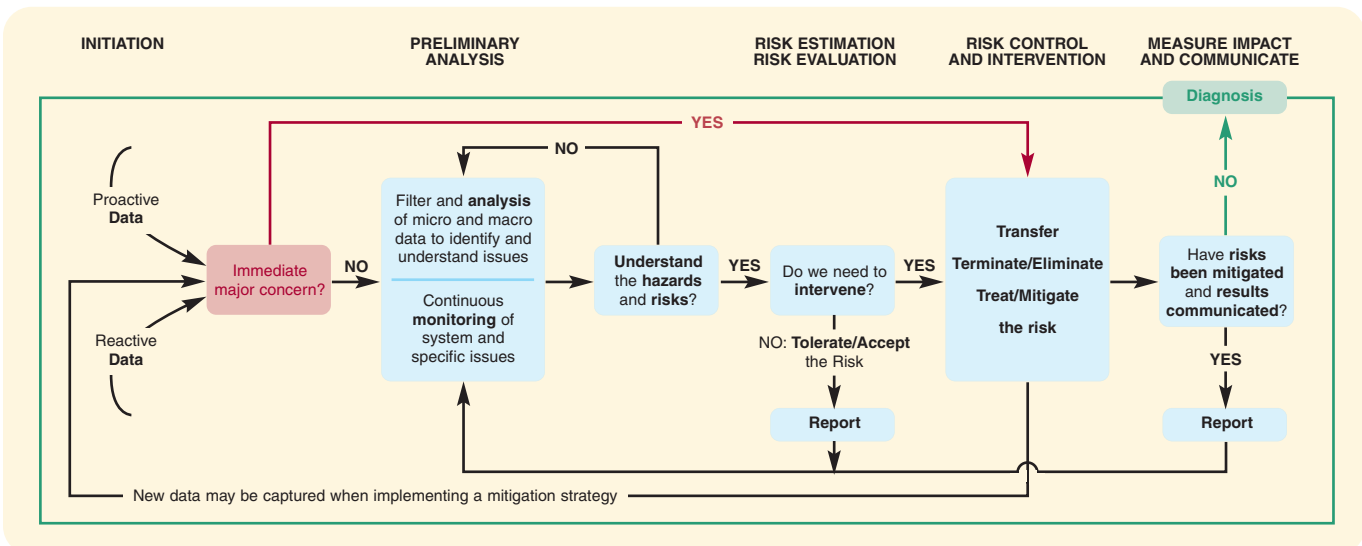 INITIATION
PRELIMINARY
ANALYSIS
RISK ESTIMATION
RISK EVALUATION
RISK CONTROL
AND INTERVENTION
MEASURE IMPACT
AND COMMUNICATE
Diagnosis
YES
NO
Proactive
Data
Reactive
Data
Immediate
major concern?
NO
Filter and analysis
of micro and macro
data to identify and
understand issues
Continuous
monitoring of
system and
specific issues
Understand
the hazards
and risks?
YES
Do we need to
intervene?
YES
NO: Tolerate/Accept
the Risk
Report
Transfer
Terminate/Eliminate
Treat/Mitigate
the risk
NO
Have risks
been mitigated
and results
communicated?
YES
Report
New data may be captured when implementing a mitigation strategy